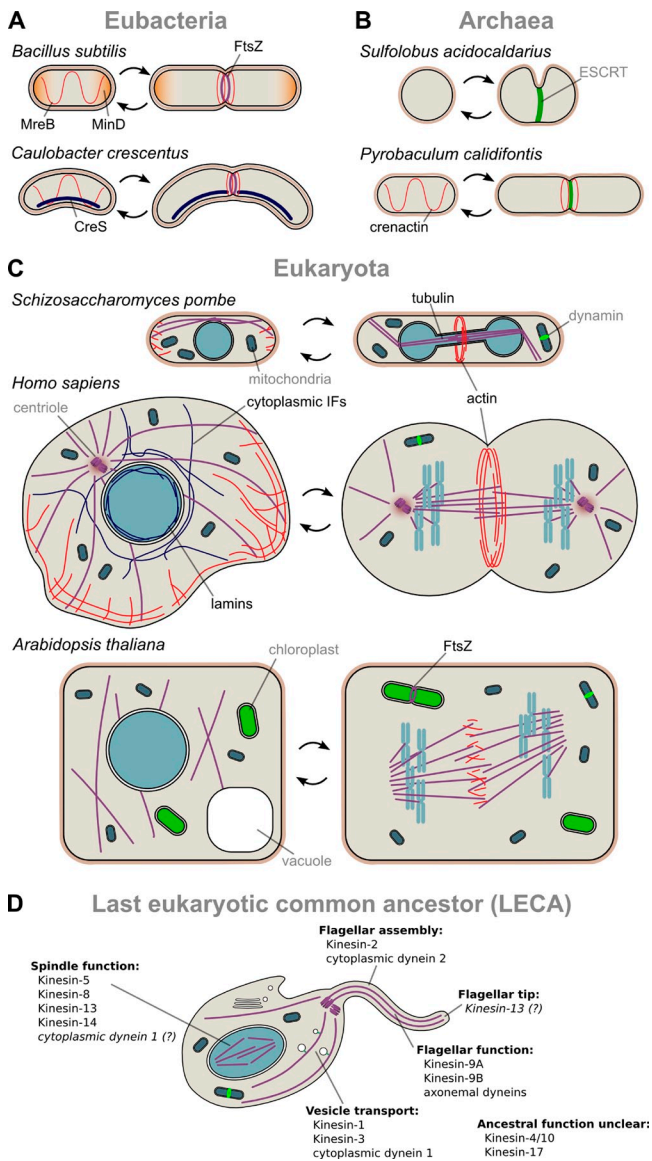 A Eubacteria
B Archaea
Bacillus subtilis
FtsZ
MreB
MinD
Caulobacter crescentus
CreS
Sulfolobus acidocaldarius
ESCRT
Pyrobaculum calidifontis
crenactin
C Eukaryota
Schizosaccharomyces pombe
tubulin
dynamin
mitochondria
Homo sapiens
cytoplasmic IFs
actin
centriole
lamins
Arabidopsis thaliana
chloroplast
FtsZ
vacuole
D Last eukaryotic common ancestor (LECA)
Flagellar assembly:
Kinesin-2
cytoplasmic dynein 2
Spindle function:
Kinesin-5
Kinesin-8
Kinesin-13
Kinesin-14
cytoplasmic dynein 1 (?)
Flagellar tip:
Kinesin-13 (?)
Flagellar function:
Kinesin-9A
Kinesin-9B
axonemal dyneins
Vesicle transport:
Kinesin-1
Kinesin-3
cytoplasmic dynein 1
Ancestral function unclear:
Kinesin-4/10
Kinesin-17